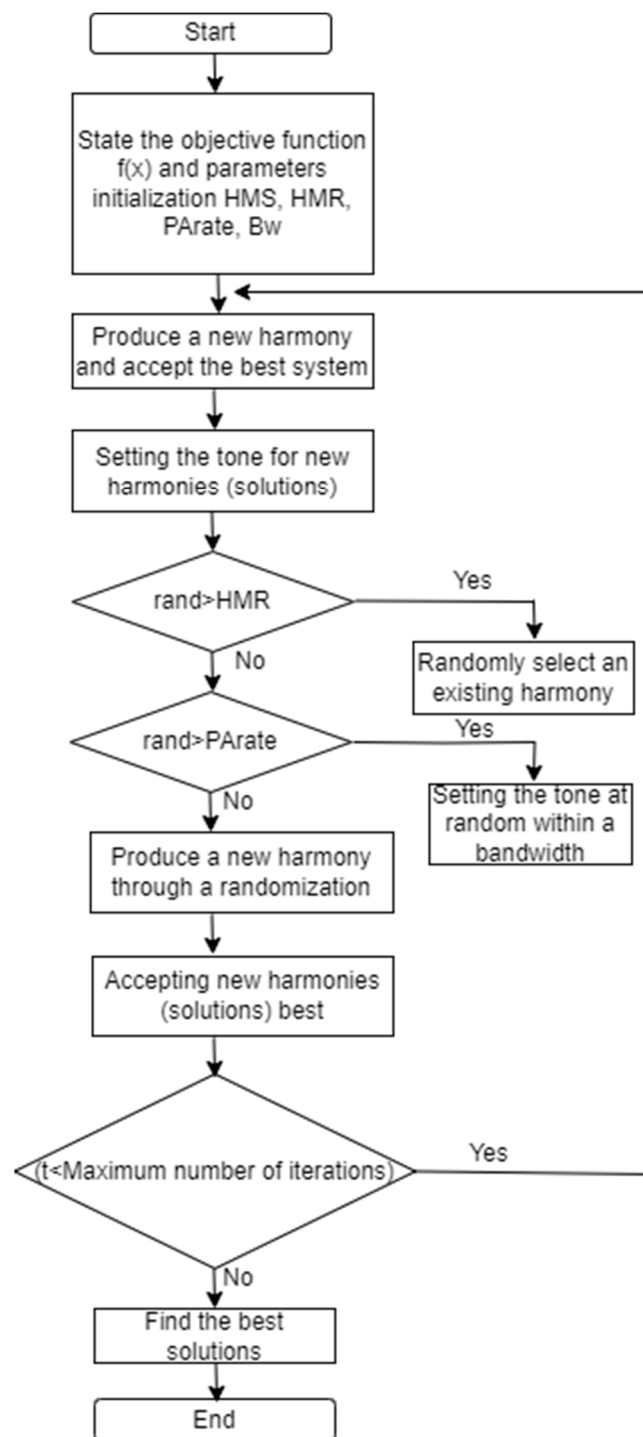 Start
State the objective function
f(x) and parameters
initialization HMS, HMR,
PArate, Bw
Produce a new harmony
and accept the best system
Setting the tone for new
harmonies (solutions)
rand>HMR
Yes
No
Randomly select an
existing harmony
rand>PArate
Yes
No
Setting the tone at
random within a
bandwidth
Produce a new harmony
through a randomization
Accepting new harmonies
(solutions) best
(t<Maximum number of iterations)
Yes
No
Find the best
solutions
End